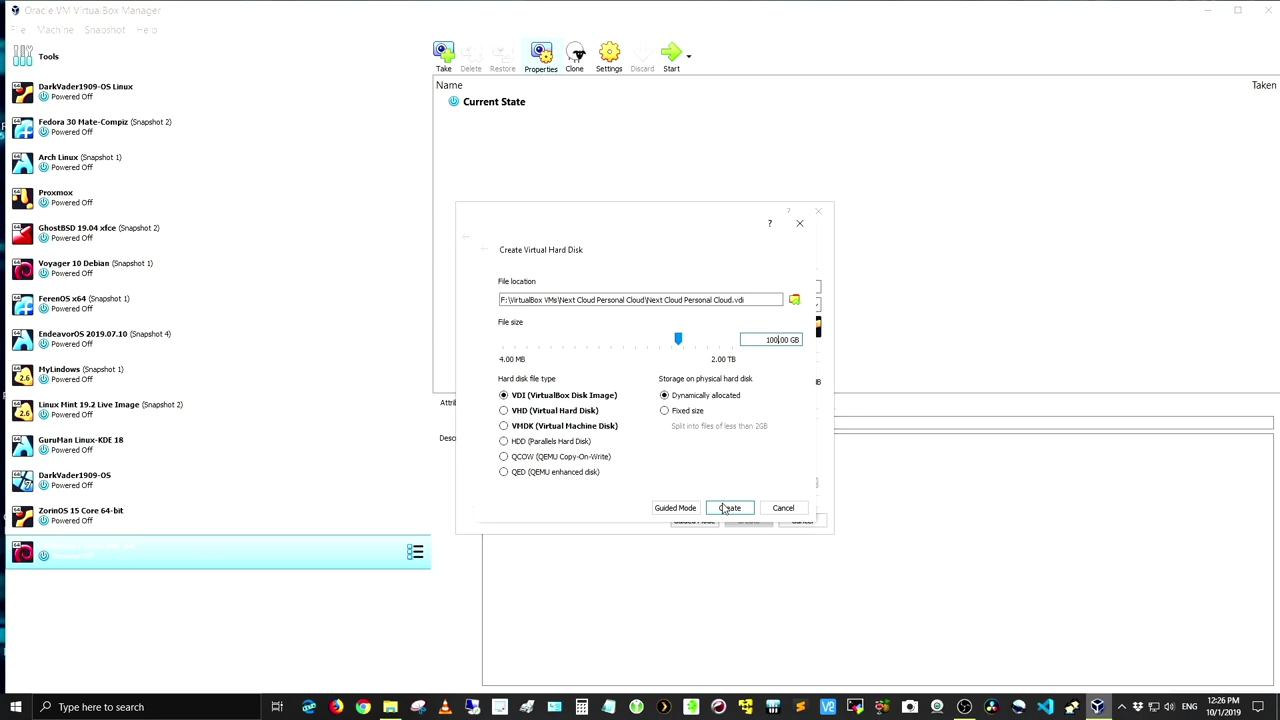 Oracle VM VirtualBox Manager
File Machine Snapshot Help
Tools
Take Delete Restore Properties Clone Settings Discard Start
Name Taken
Current State
DarkVader1909-OS Linux
Powered Off
Fedora 30 Mate-Compiz (Snapshot 2)
Powered Off
Arch Linux (Snapshot 1)
Powered Off
Proxmox
Powered Off
GhostBSD 19.04 xfce (Snapshot 2)
Powered Off
Voyager 10 Debian (Snapshot 1)
Powered Off
FerenOS x64 (Snapshot 1)
Powered Off
EndeavorOS 2019.07.10 (Snapshot 4)
Powered Off
MyLindows (Snapshot 1)
Powered Off
Linux Mint 19.2 Live Image (Snapshot 2)
Powered Off
GuruMan Linux-KDE 18
Powered Off
DarkVader1909-OS
Powered Off
ZorinOS 15 Core 64-bit
Powered Off
Create Virtual Hard Disk
File location
F:\VirtualBox VMs\Next Cloud Personal Cloud\Next Cloud Personal Cloud.vdi
File size
100.00 GB
4.00 MB 2.00 TB
Hard disk file type
VDI (VirtualBox Disk Image)
VHD (Virtual Hard Disk)
VMDK (Virtual Machine Disk)
HDD (Parallels Hard Disk)
QCOW (QEMU Copy-On-Write)
QED (QEMU enhanced disk)
Storage on physical hard disk
Dynamically allocated
Fixed size
Split into files of less than 2GB
Guided Mode Create Cancel
Type here to search
ENG
12:26 PM
10/1/2019